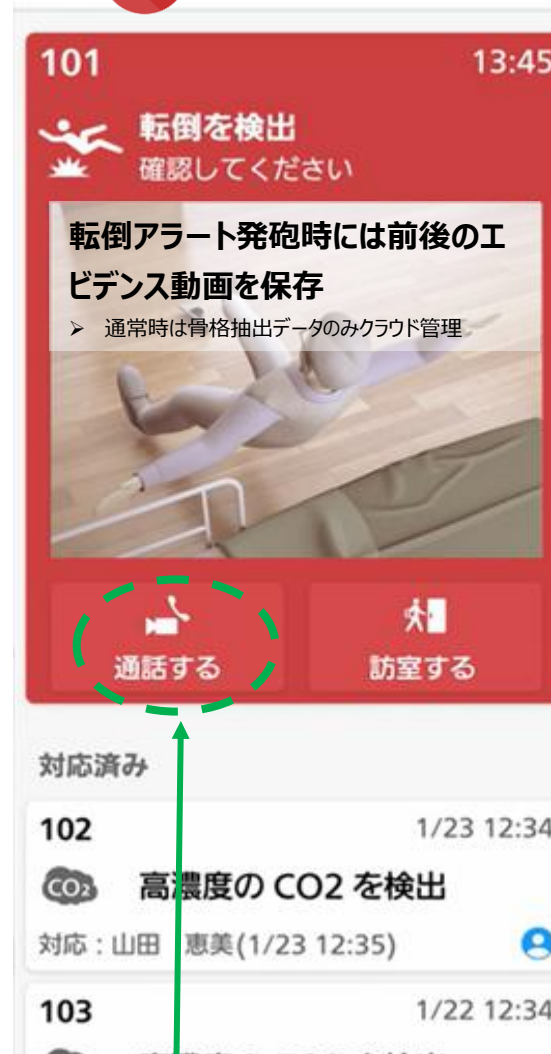 101 13:45
転倒を検出
確認してください
転倒アラート発砲時には前後のエ
ビデンス動画を保存
➢ 通常時は骨格抽出データのみクラウド管理
通話する 訪室する
対応済み
102 1/23 12:34
CO2 高濃度の CO2 を検出
対応：山田 恵美(1/23 12:35)
103 1/22 12:34